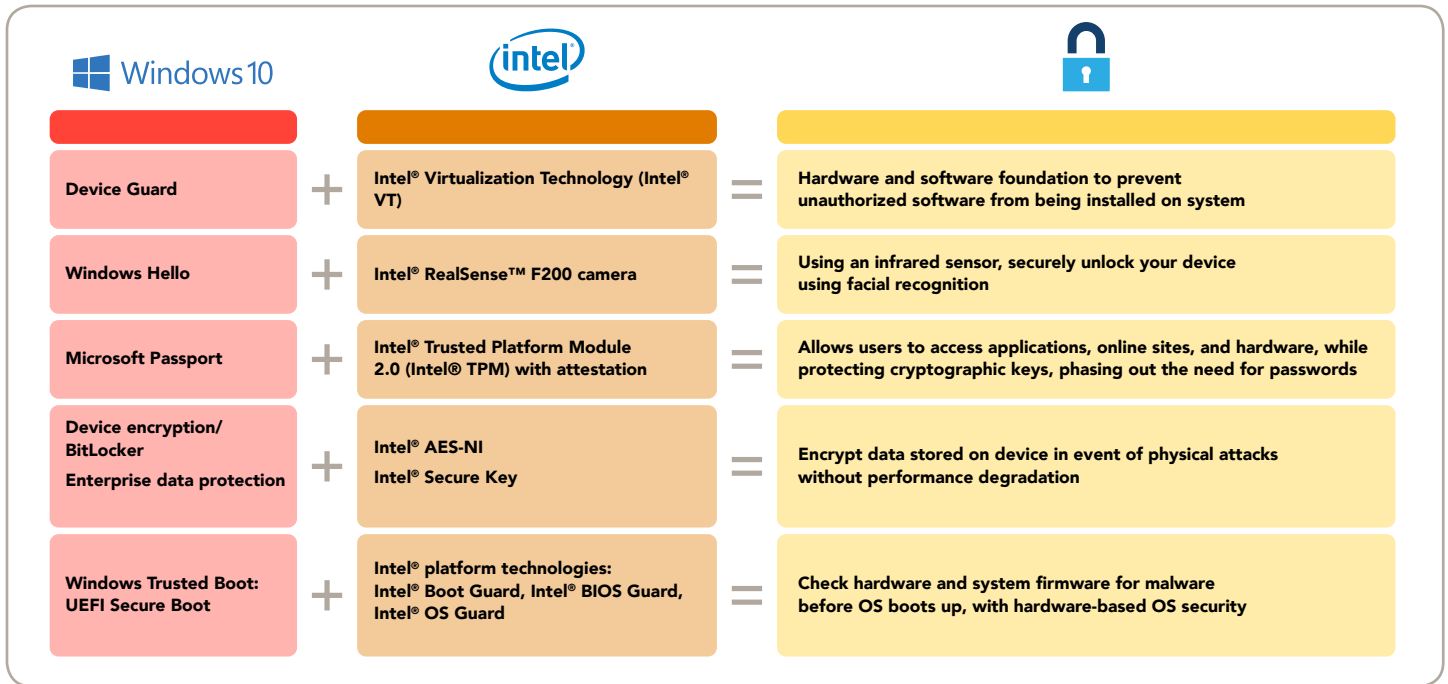 Windows 10
intel
Device Guard
Intel® Virtualization Technology (Intel®
VT)
Hardware and software foundation to prevent
unauthorized software from being installed on system
Windows Hello
Intel® RealSense™ F200 camera
Using an infrared sensor, securely unlock your device
using facial recognition
Microsoft Passport
Intel® Trusted Platform Module
2.0 (Intel® TPM) with attestation
Allows users to access applications, online sites, and hardware, while
protecting cryptographic keys, phasing out the need for passwords
Device encryption/
BitLocker
Enterprise data protection
Intel® AES-NI
Intel® Secure Key
Encrypt data stored on device in event of physical attacks
without performance degradation
Windows Trusted Boot:
UEFI Secure Boot
Intel® platform technologies:
Intel® Boot Guard, Intel® BIOS Guard,
Intel® OS Guard
Check hardware and system firmware for malware
before OS boots up, with hardware-based OS security